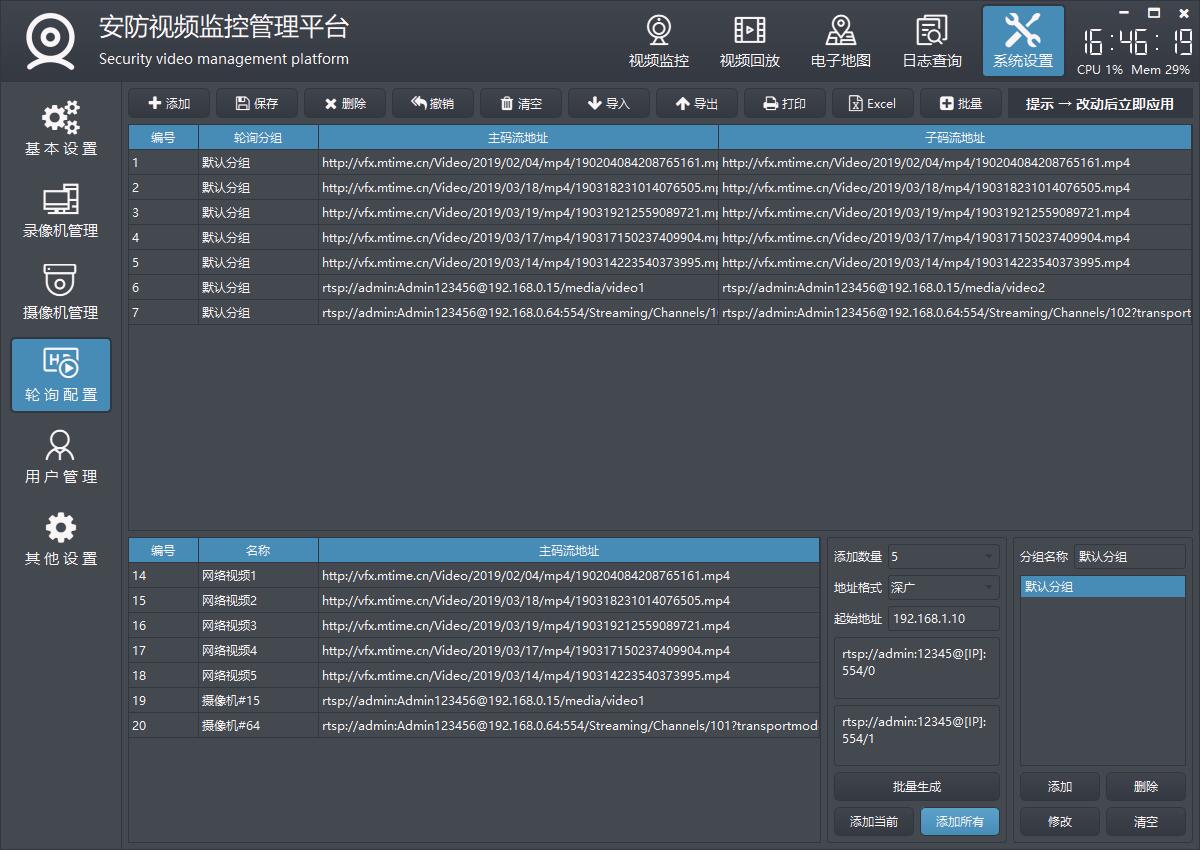 安防视频监控管理平台
Security video management platform
视频监控
视频回放
电子地图
日志查询
系统设置
16:46:19
CPU 1% Mem 29%
基本设置
录像机管理
摄像机管理
轮询配置
用户管理
其他设置
添加 保存 删除 撤销 清空 导入 导出 打印 Excel 批量 提示 → 改动后立即应用
编号 轮询分组 主码流地址 子码流地址
1 默认分组 http://vfx.mtime.cn/Video/2019/02/04/mp4/190204084208765161.mp http://vfx.mtime.cn/Video/2019/02/04/mp4/190204084208765161.mp4
2 默认分组 http://vfx.mtime.cn/Video/2019/03/18/mp4/190318231014076505.mp http://vfx.mtime.cn/Video/2019/03/18/mp4/190318231014076505.mp4
3 默认分组 http://vfx.mtime.cn/Video/2019/03/19/mp4/190319212559089721.mp http://vfx.mtime.cn/Video/2019/03/19/mp4/190319212559089721.mp4
4 默认分组 http://vfx.mtime.cn/Video/2019/03/17/mp4/190317150237409904.mp http://vfx.mtime.cn/Video/2019/03/17/mp4/190317150237409904.mp4
5 默认分组 http://vfx.mtime.cn/Video/2019/03/14/mp4/190314223540373995.mp http://vfx.mtime.cn/Video/2019/03/14/mp4/190314223540373995.mp4
6 默认分组 rtsp://admin:Admin123456@192.168.0.15/media/video1 rtsp://admin:Admin123456@192.168.0.15/media/video2
7 默认分组 rtsp://admin:Admin123456@192.168.0.64:554/Streaming/Channels/1 rtsp://admin:Admin123456@192.168.0.64:554/Streaming/Channels/102?transport
编号 名称 主码流地址
14 网络视频1 http://vfx.mtime.cn/Video/2019/02/04/mp4/190204084208765161.mp4
15 网络视频2 http://vfx.mtime.cn/Video/2019/03/18/mp4/190318231014076505.mp4
16 网络视频3 http://vfx.mtime.cn/Video/2019/03/19/mp4/190319212559089721.mp4
17 网络视频4 http://vfx.mtime.cn/Video/2019/03/17/mp4/190317150237409904.mp4
18 网络视频5 http://vfx.mtime.cn/Video/2019/03/14/mp4/190314223540373995.mp4
19 摄像机#15 rtsp://admin:Admin123456@192.168.0.15/media/video1
20 摄像机#64 rtsp://admin:Admin123456@192.168.0.64:554/Streaming/Channels/101?transportmod
添加数量 5
地址格式 深广
起始地址 192.168.1.10
rtsp://admin:12345@[IP]:
554/0
rtsp://admin:12345@[IP]:
554/1
批量生成
添加当前 添加所有
分组名称 默认分组
默认分组
添加 删除
修改 清空